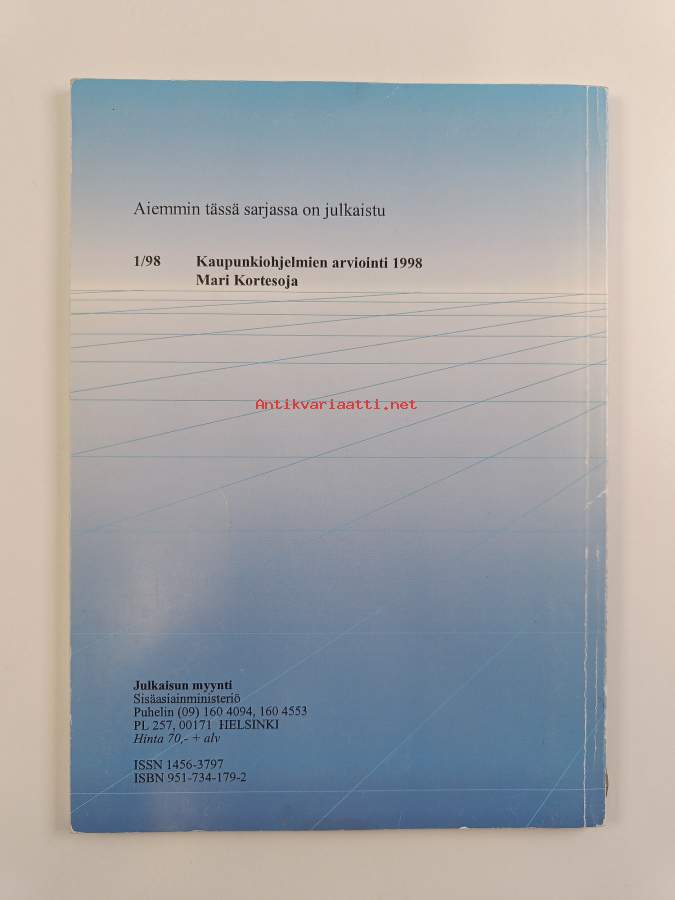 Aiemmin tässä sarjassa on julkaistu
1/98 Kaupunkiohjelmien arviointi 1998
Mari Kortesoja
Antikvariaatti.net
Julkaisun myynti
Sisäasiainministeriö
Puhelin (09) 160 4094, 160 4553
PL 257, 00171 HELSINKI
Hinta 70,- + alv
ISSN 1456-3797
ISBN 951-734-179-2